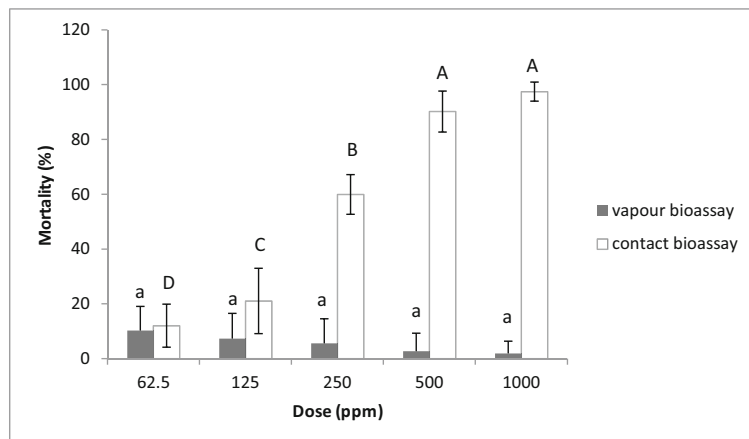 120
100
80
60
40
20
0
Mortality (%)
a D
a C
a B
a A
a A
62.5 125 250 500 1000
Dose (ppm)
vapour bioassay
contact bioassay